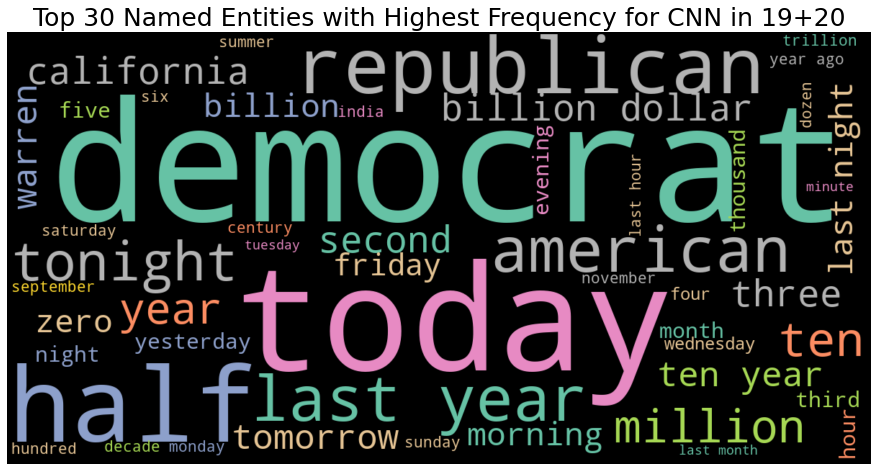 Top 30 Named Entities with Highest Frequency for CNN in 19+20
summer
republican
trillion
year ago
california
six
five
billion
india
billion dollar
dozen
last night
warren
democrat
evening
last hour
thousand
minute
saturday
century
tuesday
second
american
tonight
friday
november
september
today
four
three
zero
year
yesterday
night
month
wednesday
ten
half
last year
ten year
third
tomorrow
morning
million
hour
hundred
decade
monday
sunday
last month